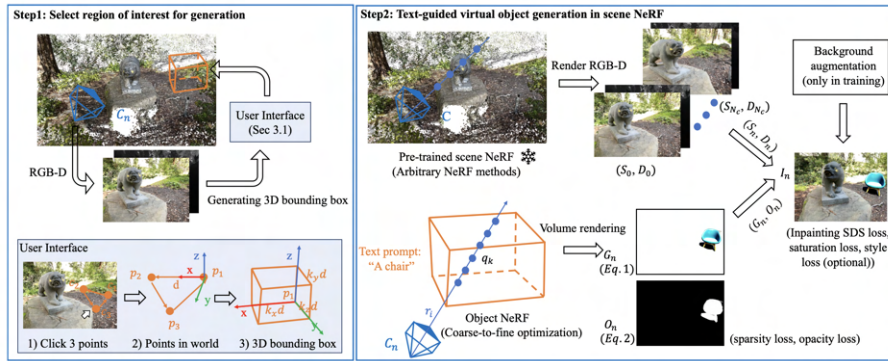 Step1: Select region of interest for generation
C_n
User Interface
(Sec 3.1)
RGB-D
Generating 3D bounding box
User Interface
p_2
d
x
z
p_1
y
p_3
z
k_y d
p_1
x
k_x d
k_z d
y
1) Click 3 points
2) Points in world
3) 3D bounding box
Step2: Text-guided virtual object generation in scene NeRF
C
Render RGB-D
Background
augmentation
(only in training)
(S_{N_c}, D_{N_c})
(S_n, D_n)
Pre-trained scene NeRF
(Arbitrary NeRF methods)
(S_0, D_0)
I_n
(G_n, O_n)
Volume rendering
Text prompt:
"A chair"
q_k
G_n
(Eq. 1)
(Inpainting SDS loss,
saturation loss, style
loss (optional))
r_i
Object NeRF
(Coarse-to-fine optimization)
C_n
O_n
(Eq. 2)
(sparsity loss, opacity loss)